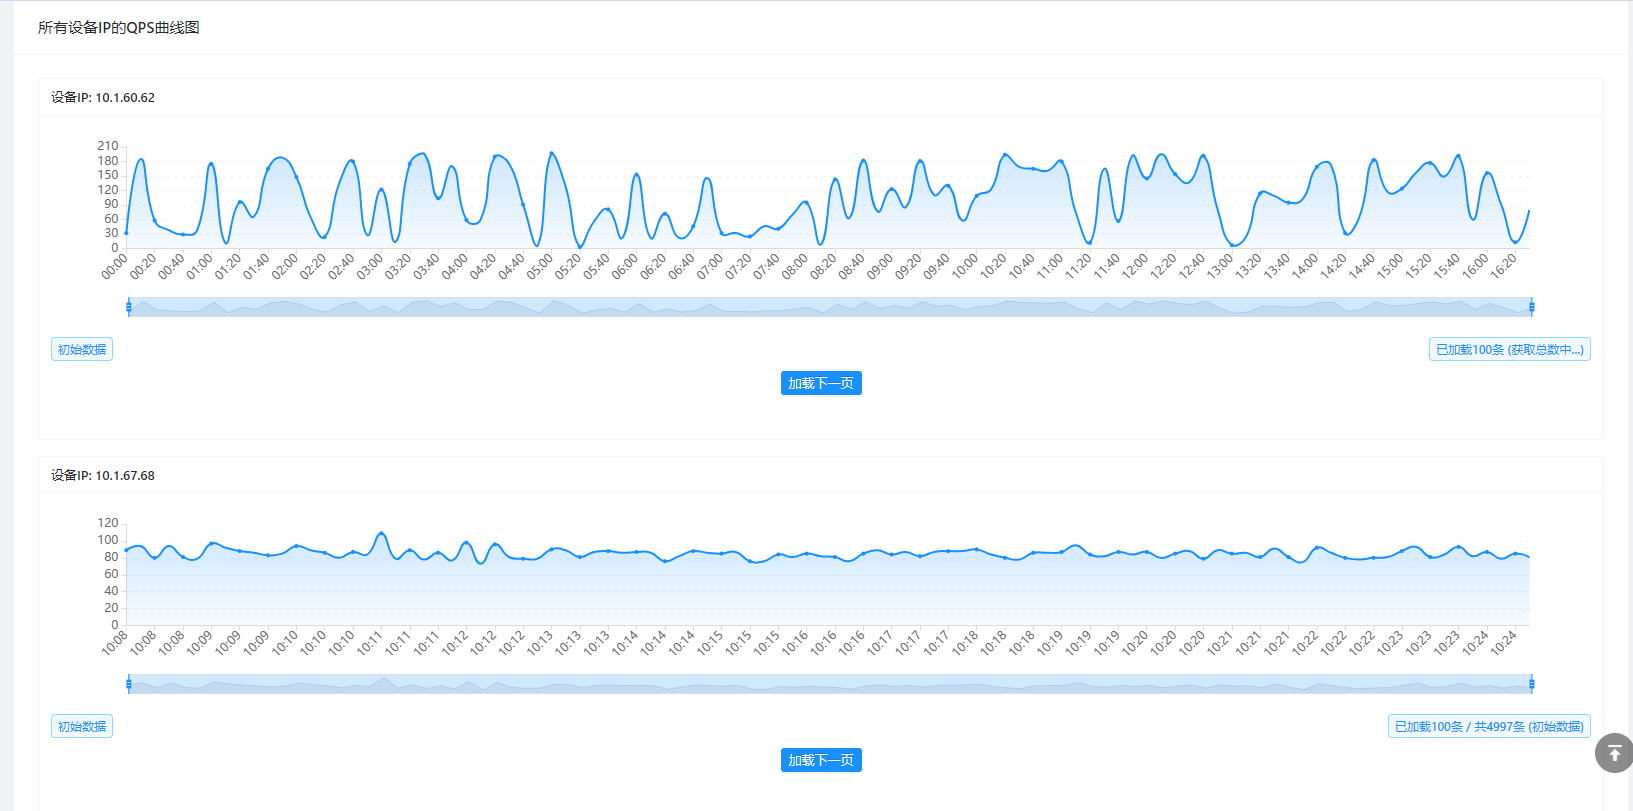 所有设备IP的QPS曲线图
设备IP: 10.1.60.62
210
180
150
120
90
60
30
0
00:00 00:20 00:40 01:00 01:20 01:40 02:00 02:20 02:40 03:00 03:20 03:40 04:00 04:20 04:40 05:00 05:20 05:40 06:00 06:20 06:40 07:00 07:20 07:40 08:00 08:20 08:40 09:00 09:20 09:40 10:00 10:20 10:40 11:00 11:20 11:40 12:00 12:20 12:40 13:00 13:20 13:40 14:00 14:20 14:40 15:00 15:20 15:40 16:00 16:20
初始数据 已加载100条 (获取总数中...)
加载下一页
设备IP: 10.1.67.68
120
100
80
60
40
20
0
10:08 10:08 10:08 10:09 10:09 10:09 10:10 10:10 10:10 10:11 10:11 10:11 10:12 10:12 10:12 10:13 10:13 10:13 10:14 10:14 10:14 10:15 10:15 10:15 10:16 10:16 10:16 10:17 10:17 10:17 10:18 10:18 10:18 10:19 10:19 10:19 10:20 10:20 10:20 10:21 10:21 10:21 10:22 10:22 10:22 10:23 10:23 10:23 10:24 10:24
初始数据 已加载100条 / 共4997条 (初始数据)
加载下一页